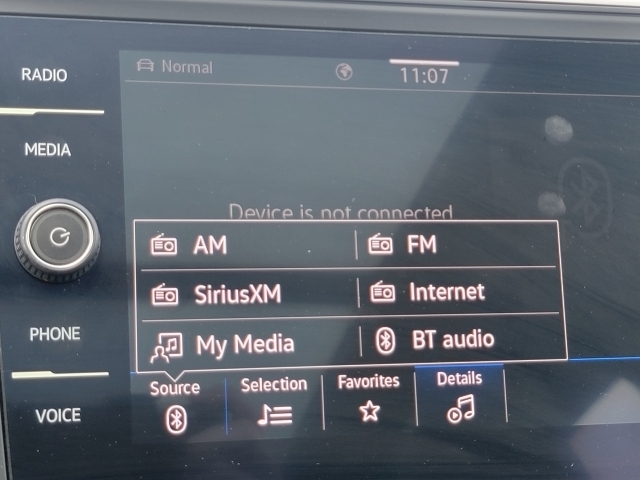 RADIO
Normal
11:07
MEDIA
Device is not connected
AM
FM
SiriusXM
Internet
My Media
BT audio
PHONE
Source
Selection
Favorites
Details
VOICE